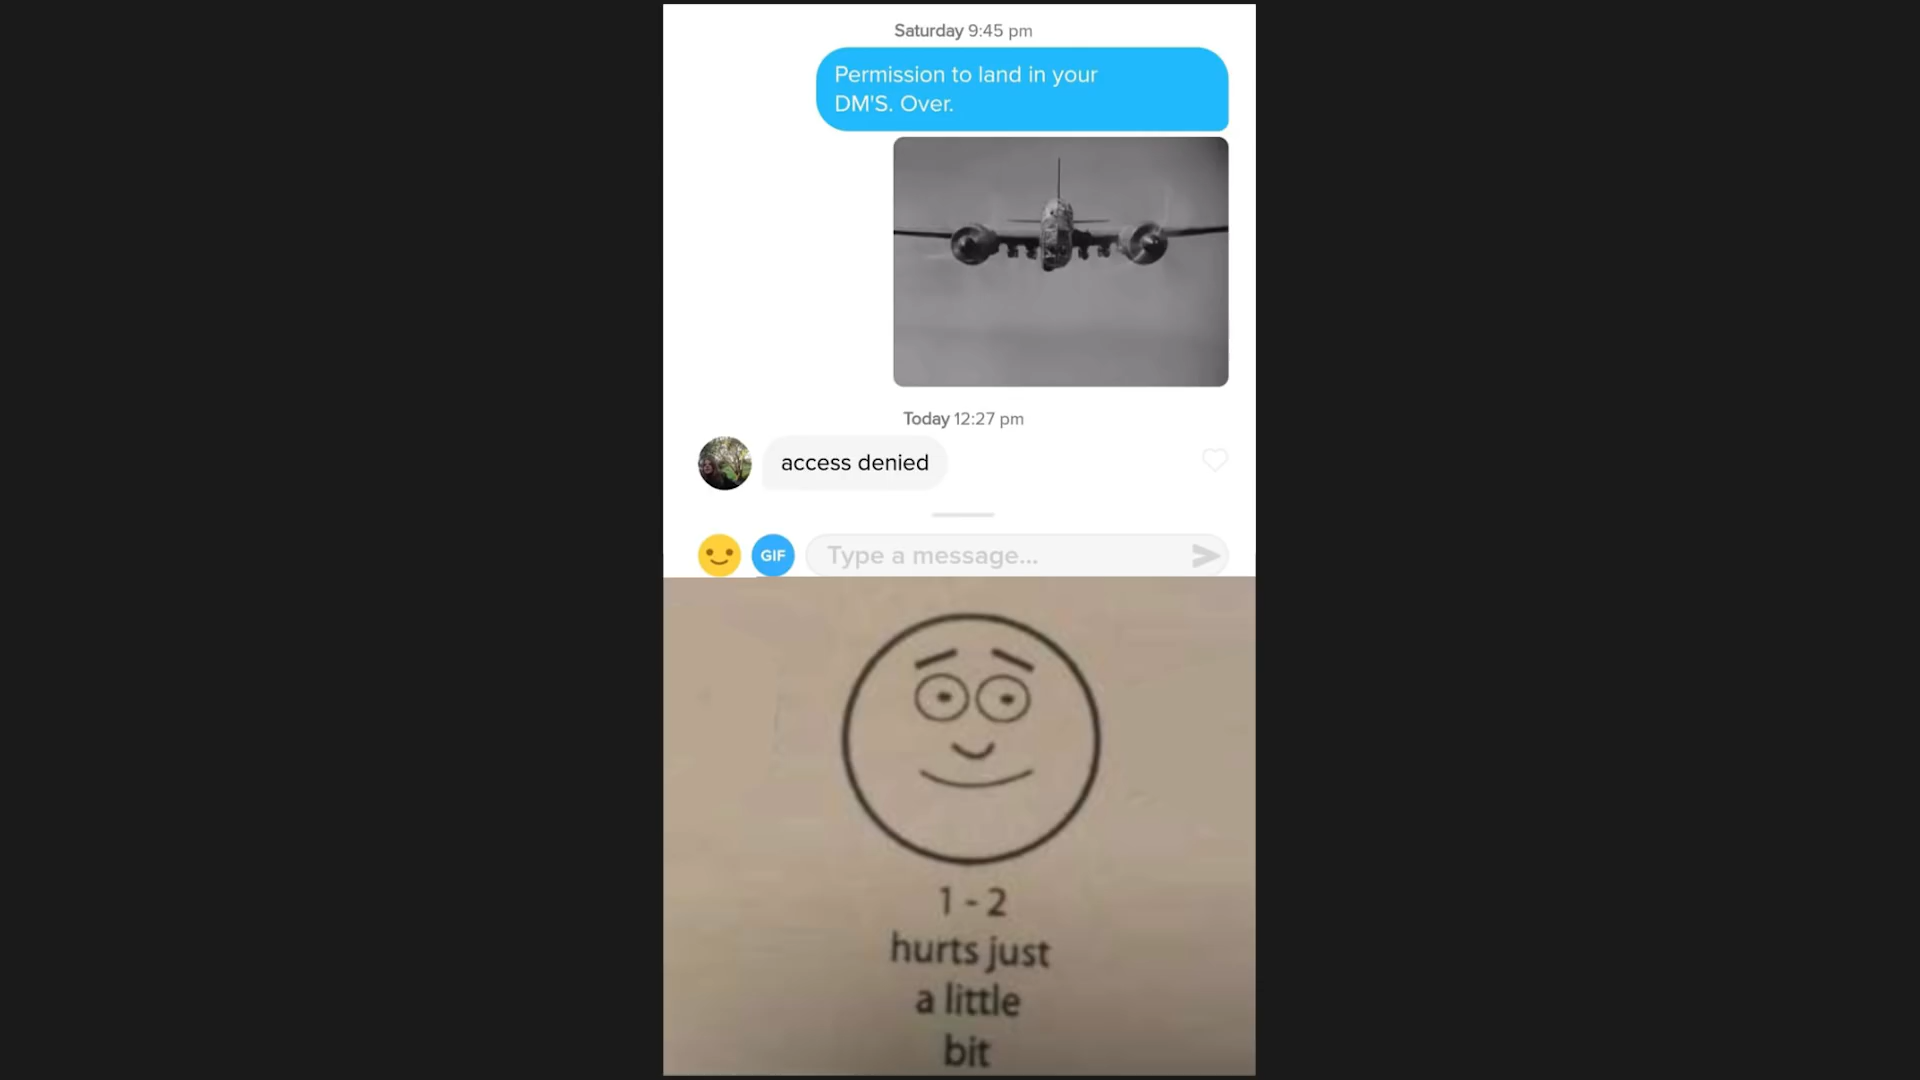 Saturday 9:45 pm
Permission to land in your
DM'S. Over.
Today 12:27 pm
access denied
GIF
Type a message...
1 - 2
hurts just
a little
bit